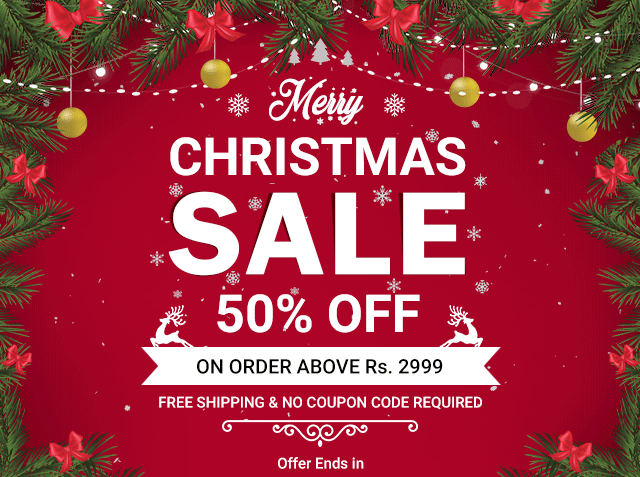 Merry
CHRISTMAS
SALE
50% OFF
ON ORDER ABOVE Rs. 2999
FREE SHIPPING & NO COUPON CODE REQUIRED
Offer Ends in